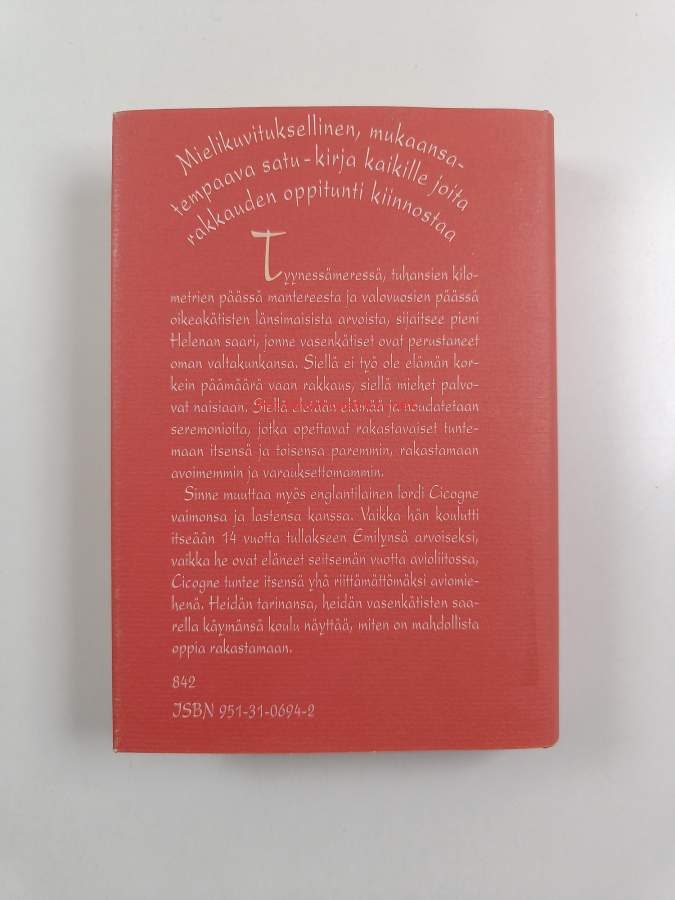 Mielikuvituksellinen, mukaansa-
tempaava satu-kirja kaikille joita
rakkauden oppitunti kiinnostaa
Tyynessämeressä, tuhansien kilo-
metrien päässä mantereesta ja valovuosien päässä
oikeakätisten länsimaisista arvoista, sijaitsee pieni
Helenan saari, jonne vasenkätiset ovat perustaneet
oman valtakunkansa. Siellä ei työ ole elämän kor-
kein päämäärä vaan rakkaus, siellä miehet palvo-
vat naisiaan. Siellä eletään elämää ja noudatetaan
seremonioita, jotka opettavat rakastavaiset tunte-
maan itsensä ja toisensa paremmin, rakastamaan
avoimemmin ja varauksettomammin.
Sinne muuttaa myös englantilainen lordi Cicogne
vaimonsa ja lastensa kanssa. Vaikka hän koulutti
itseään 14 vuotta tullakseen Emilynsä arvoiseksi,
vaikka he ovat eläneet seitsemän vuotta avioliitossa,
Cicogne tuntee itsensä yhä riittämättömäksi aviomie-
henä. Heidän tarinansa, heidän vasenkätisten saa-
rella käymänsä koulu näyttää, miten on mahdollista
oppia rakastamaan.
842
ISBN 951-31-0694-2